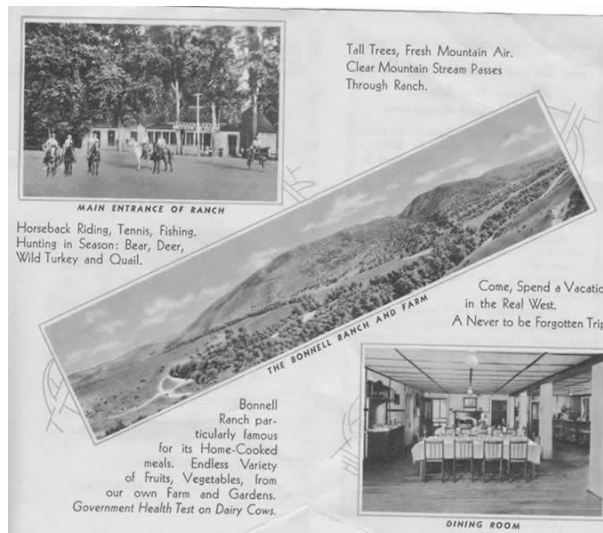 Tall Trees, Fresh Mountain Air.
Clear Mountain Stream Passes
Through Ranch.
MAIN ENTRANCE OF RANCH
Horseback Riding, Tennis, Fishing.
Hunting in Season: Bear, Deer,
Wild Turkey and Quail.
THE BONNELL RANCH AND FARM
Come, Spend a Vacatio
in the Real West.
A Never to be Forgotten Trip
Bonnell
Ranch par-
ticularly famous
for its Home-Cooked
meals. Endless Variety
of Fruits, Vegetables, from
our own Farm and Gardens.
Government Health Test on Dairy Cows.
DINING ROOM